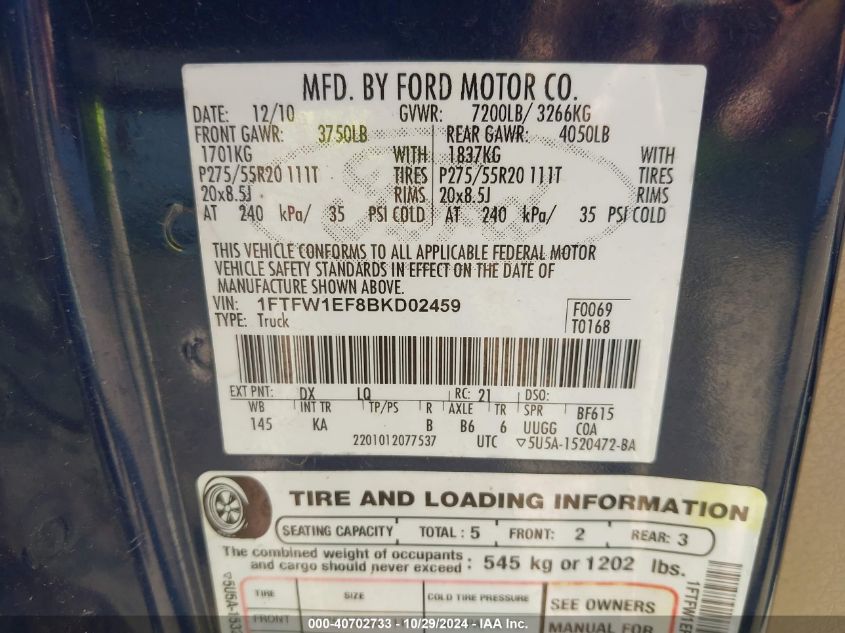 MFD. BY FORD MOTOR CO.
DATE: 12/10 GVWR: 7200LB/ 3266KG
FRONT GAWR: 3750LB REAR GAWR: 4050LB
1701KG WITH 1837KG WITH
P275/55R20 111T TIRES P275/55R20 111T TIRES
20x8.5J RIMS 20x8.5J RIMS
AT 240 kPa/ 35 PSI COLD AT 240 kPa/ 35 PSI COLD
THIS VEHICLE CONFORMS TO ALL APPLICABLE FEDERAL MOTOR
VEHICLE SAFETY STANDARDS IN EFFECT ON THE DATE OF
MANUFACTURE SHOWN ABOVE.
VIN: 1FTFW1EF8BKD02459 F0069
TYPE: Truck T0168
EXT PNT: DX LQ RC: 21 DSO:
WB INT TR TP/PS R AXLE TR SPR BF615
145 KA B B6 6 UUGG COA
2201012077537 UTC ▽5U5A-1520472-BA
TIRE AND LOADING INFORMATION
SEATING CAPACITY TOTAL: 5 FRONT: 2 REAR: 3
The combined weight of occupants
and cargo should never exceed : 545 kg or 1202 lbs.
TIRE SIZE COLD TIRE PRESSURE SEE OWNERS
FRONT MANUAL FOR
000-40702733 - 10/29/2024 - IAA Inc.